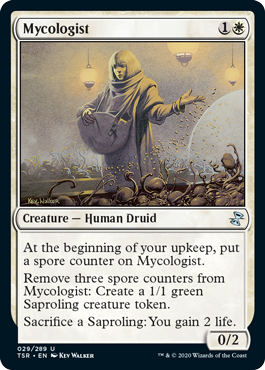 Mycologist 1
Kev Walker
Creature — Human Druid
At the beginning of your upkeep, put
a spore counter on Mycologist.
Remove three spore counters from
Mycologist: Create a 1/1 green
Saproling creature token.
Sacrifice a Saproling: You gain 2 life.
0/2
029/289 U
TSR • EN Kev Walker
™ & © 2020 Wizards of the Coast